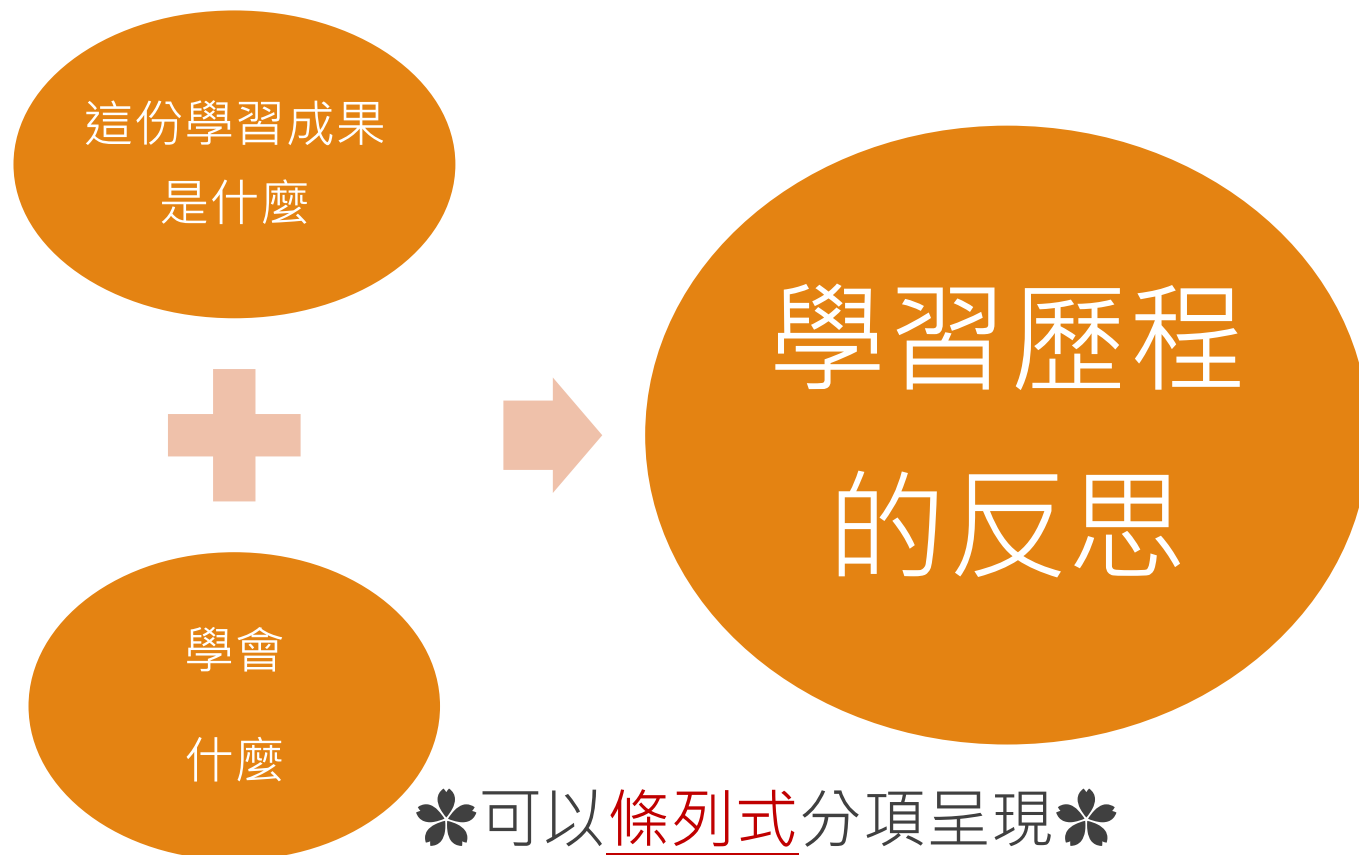 這份學習成果
是什麼
學會
什麼
學習歷程
的反思
✽可以條列式分項呈現✽